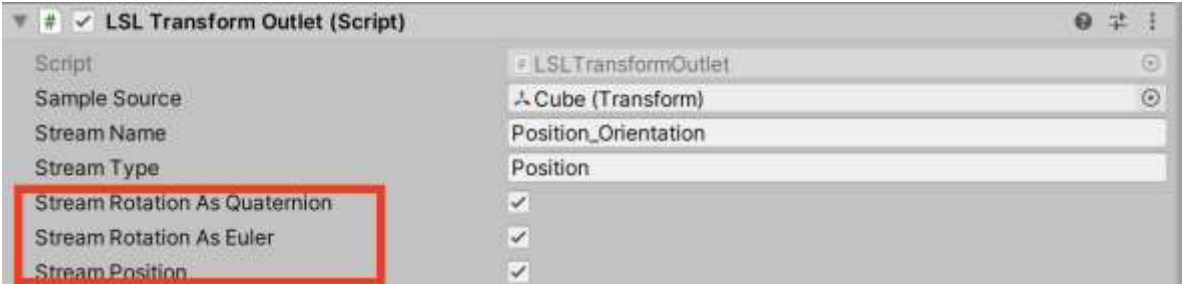 LSL Transform Outlet (Script)
Script LSLTransformOutlet
Sample Source Cube (Transform)
Stream Name Position_Orientation
Stream Type Position
Stream Rotation As Quaternion
Stream Rotation As Euler
Stream Position